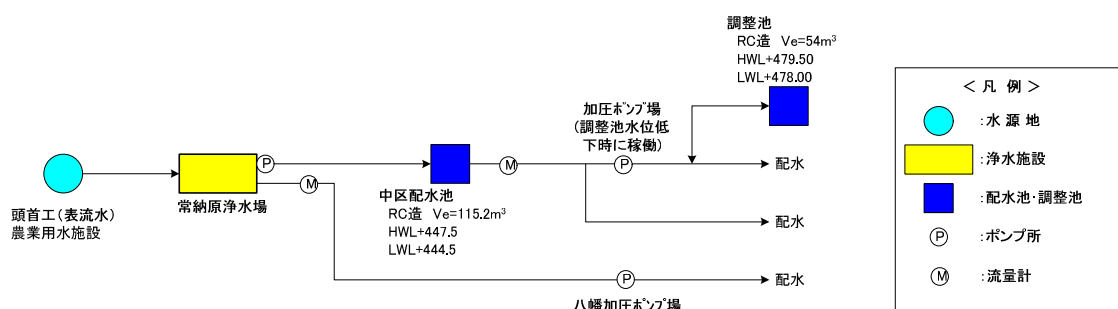 調整池
RC造 Ve=54m³
HWL+479.50
LWL+478.00
加圧ﾎﾟﾝﾌﾟ場
(調整池水位低
下時に稼働)
P
M
P
配水
頭首工(表流水)
農業用水施設
常納原浄水場
M
中区配水池
RC造 Ve=115.2m³
HWL+447.5
LWL+444.5
配水
P
配水
八幡加圧ﾎﾟﾝﾌﾟ場
＜ 凡 例 ＞
:水 源 地
:浄水施設
:配水池･調整池
P :ポンプ所
M :流量計